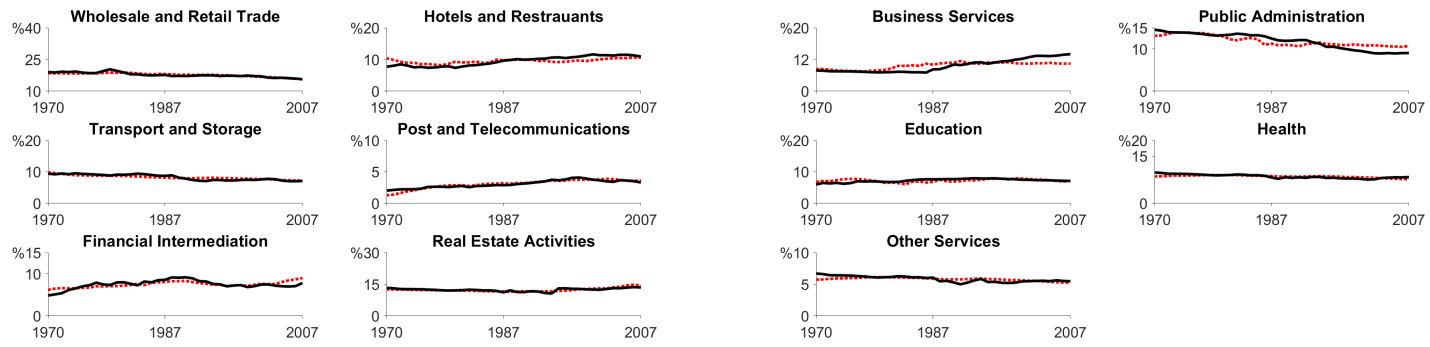 Wholesale and Retail Trade
%40
25
10
1970 1987 2007
Hotels and Restrauants
%20
10
0
1970 1987 2007
Business Services
%20
12
0
1970 1987 2007
Public Administration
%15
10
0
1970 1987 2007
Transport and Storage
%20
10
0
1970 1987 2007
Post and Telecommunications
%10
5
0
1970 1987 2007
Education
%20
10
0
1970 1987 2007
Health
%20
15
0
1970 1987 2007
Financial Intermediation
%15
10
0
1970 1987 2007
Real Estate Activities
%30
15
0
1970 1987 2007
Other Services
%10
5
0
1970 1987 2007